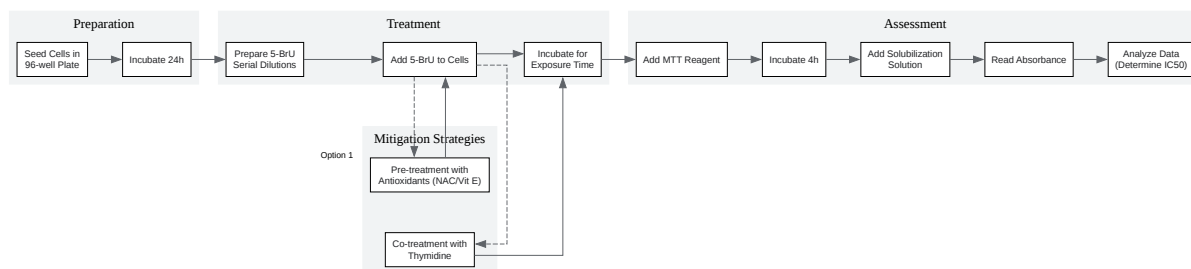 Preparation
Seed Cells in
96-well Plate
Incubate 24h
Treatment
Prepare 5-BrU
Serial Dilutions
Add 5-BrU to Cells
Incubate for
Exposure Time
Assessment
Add MTT Reagent
Incubate 4h
Add Solubilization
Solution
Read Absorbance
Analyze Data
(Determine IC50)
Mitigation Strategies
Option 1
Pre-treatment with
Antioxidants (NAC/Vit E)
Co-treatment with
Thymidine